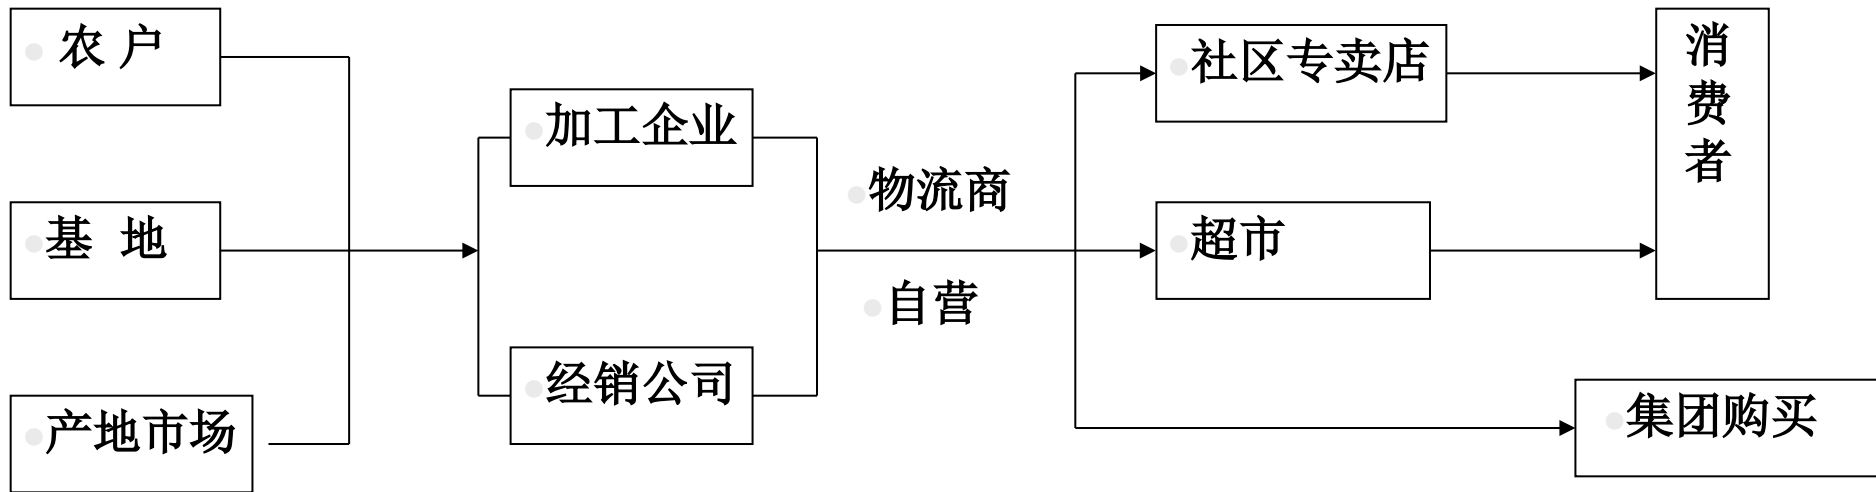 农 户
基 地
产地市场
加工企业
经销公司
物流商
自营
社区专卖店
超市
集团购买
消费者